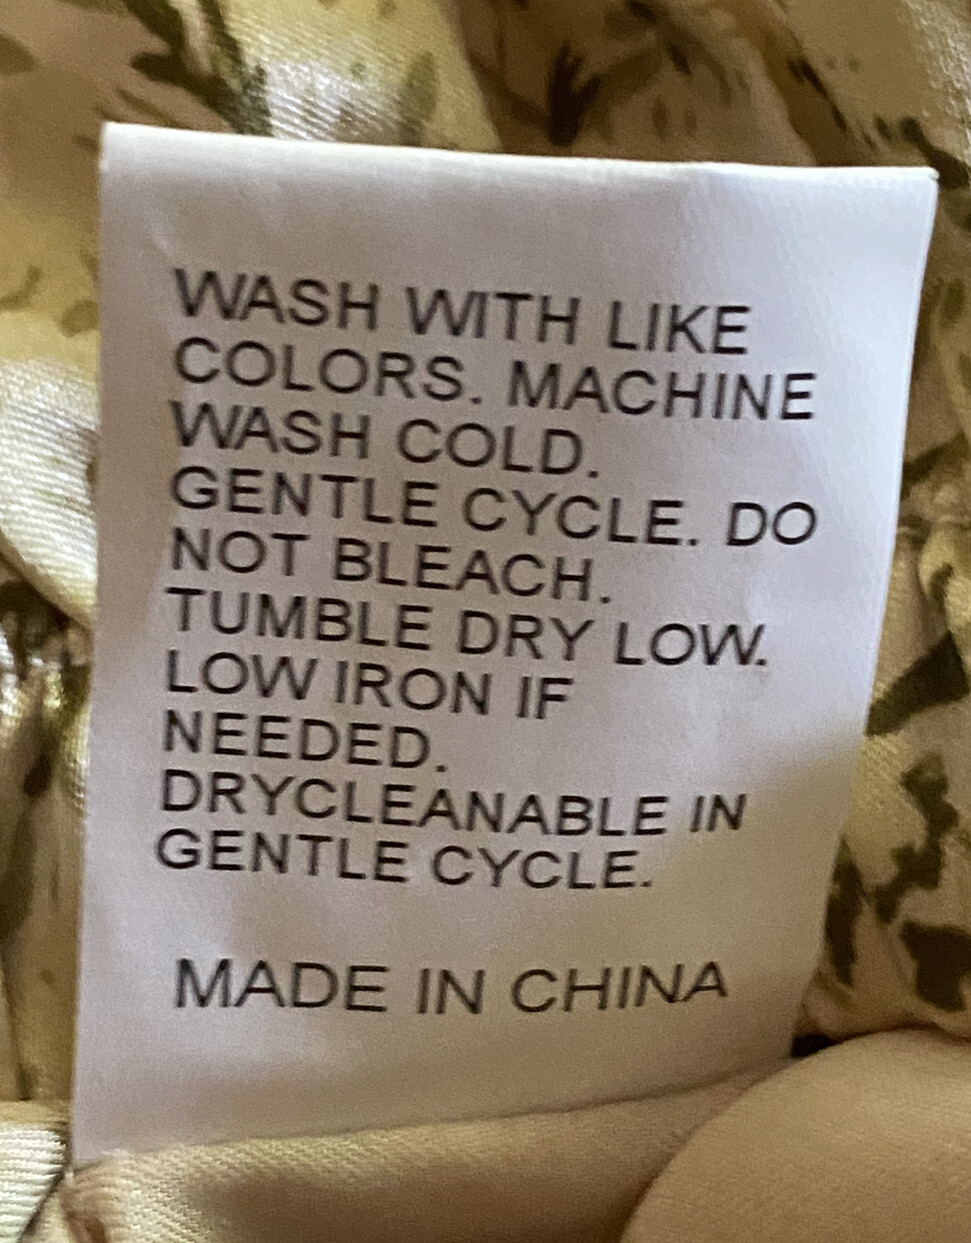 WASH WITH LIKE
COLORS. MACHINE
WASH COLD.
GENTLE CYCLE. DO
NOT BLEACH.
TUMBLE DRY LOW.
LOW IRON IF
NEEDED.
DRYCLEANABLE IN
GENTLE CYCLE.
MADE IN CHINA